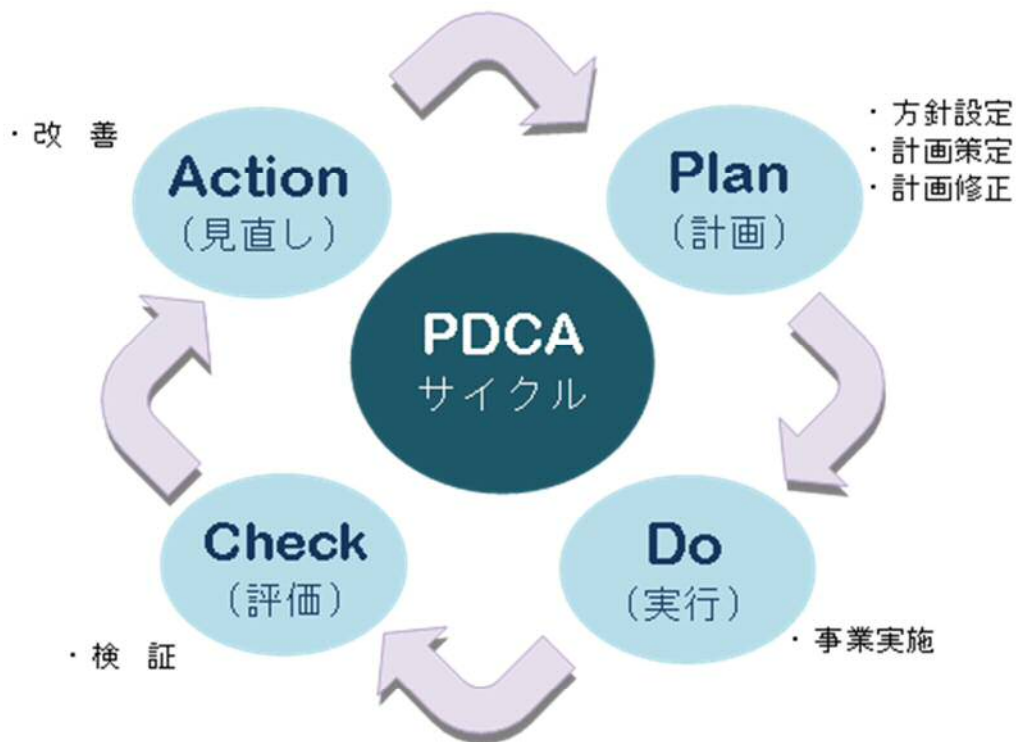 ・改 善
Action
(見直し)
Plan
(計画)
・方針設定
・計画策定
・計画修正
PDCA
サイクル
Check
(評価)
・検 証
Do
(実行)
・事業実施